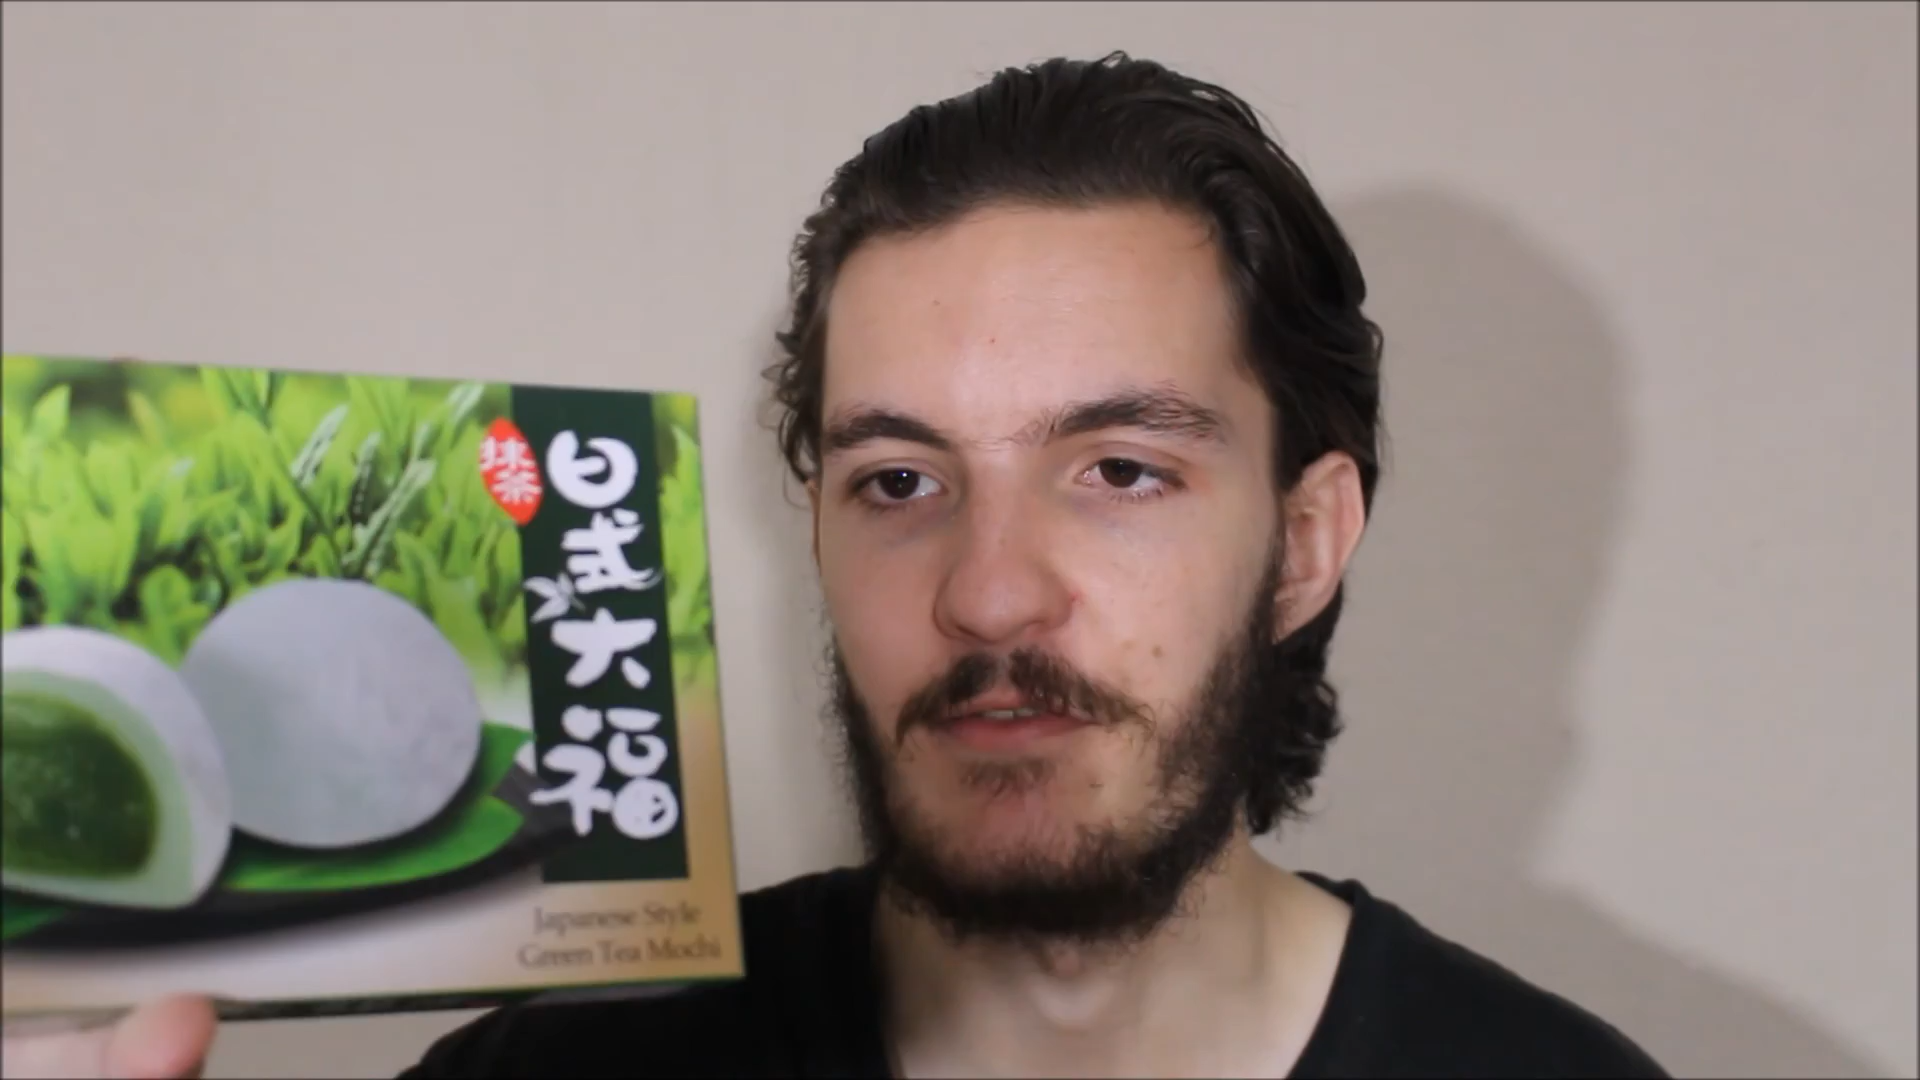 抹茶
日式大福
Japanese Style
Green Tea Mochi